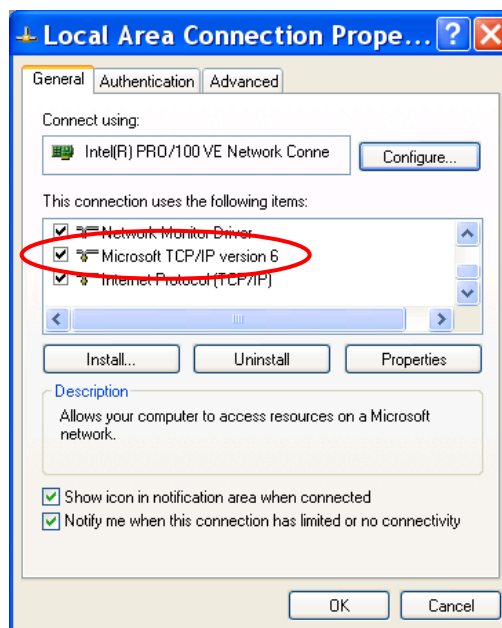 Local Area Connection Prope...
General Authentication Advanced
Connect using:
Intel(R) PRO/100 VE Network Conne
Configure...
This connection uses the following items:
Network Monitor Driver
Microsoft TCP/IP version 6
Internet Protocol (TCP/IP)
Install... Uninstall Properties
Description
Allows your computer to access resources on a Microsoft
network.
Show icon in notification area when connected
Notify me when this connection has limited or no connectivity
OK Cancel